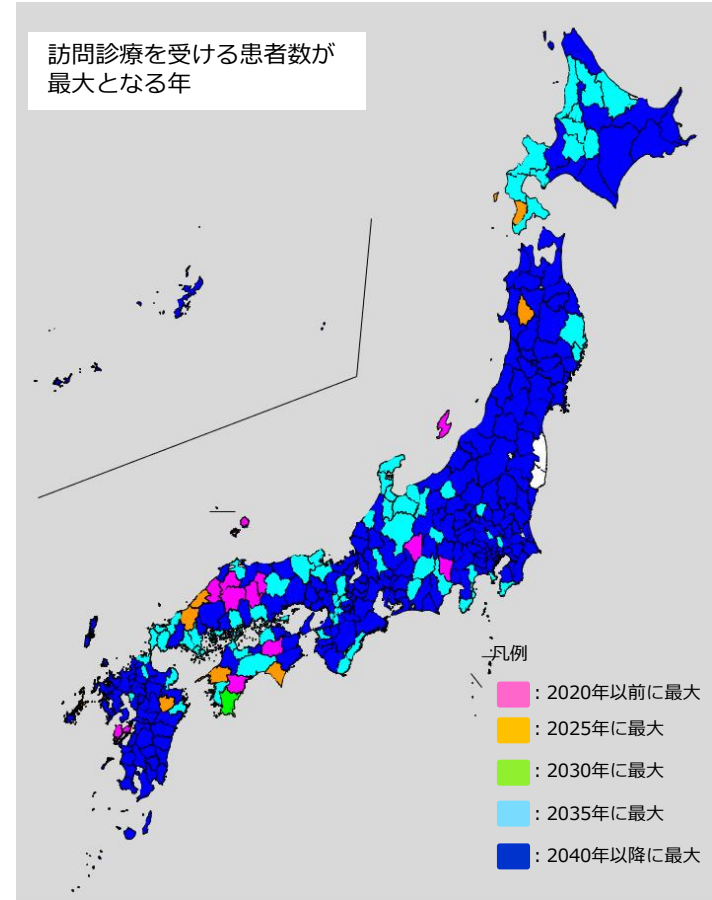 訪問診療を受ける患者数が
最大となる年
凡例
：2020年以前に最大
：2025年に最大
：2030年に最大
：2035年に最大
：2040年以降に最大